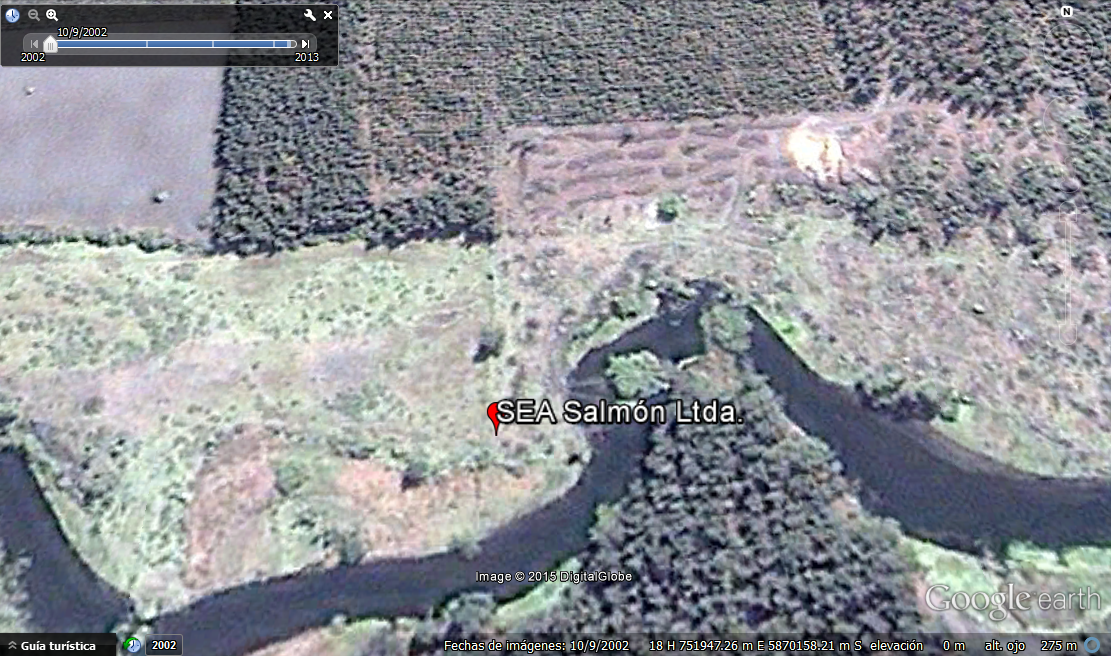 10/9/2002
2002
2013
N
SEA Salmón Ltda.
Image © 2015 DigitalGlobe
Google earth
Guía turística
2002
Fechas de imágenes: 10/9/2002 18 H 751947.26 m E 5870158.21 m S elevación 0 m alt. ojo 275 m